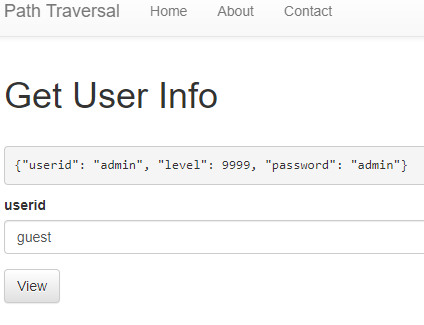 Path Traversal Home About Contact
Get User Info
{"userid": "admin", "level": 9999, "password": "admin"}
userid
guest
View